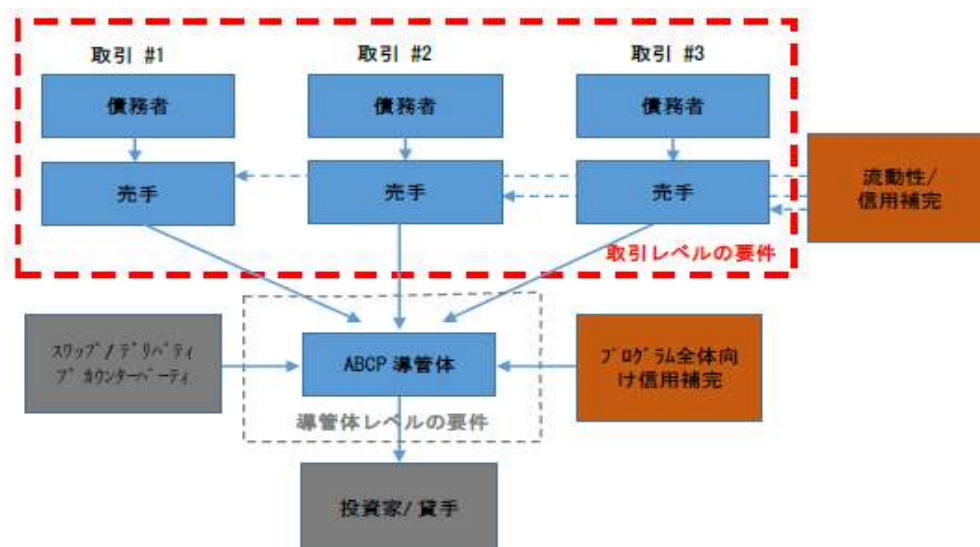 取引 #1
取引 #2
取引 #3
債務者
債務者
債務者
売手
売手
売手
流動性/
信用補完
取引レベルの要件
スワップ/デリバティ
ブ カウンターパーティ
ABCP 導管体
プログラム全体向
け信用補完
導管体レベルの要件
投資家/貸手